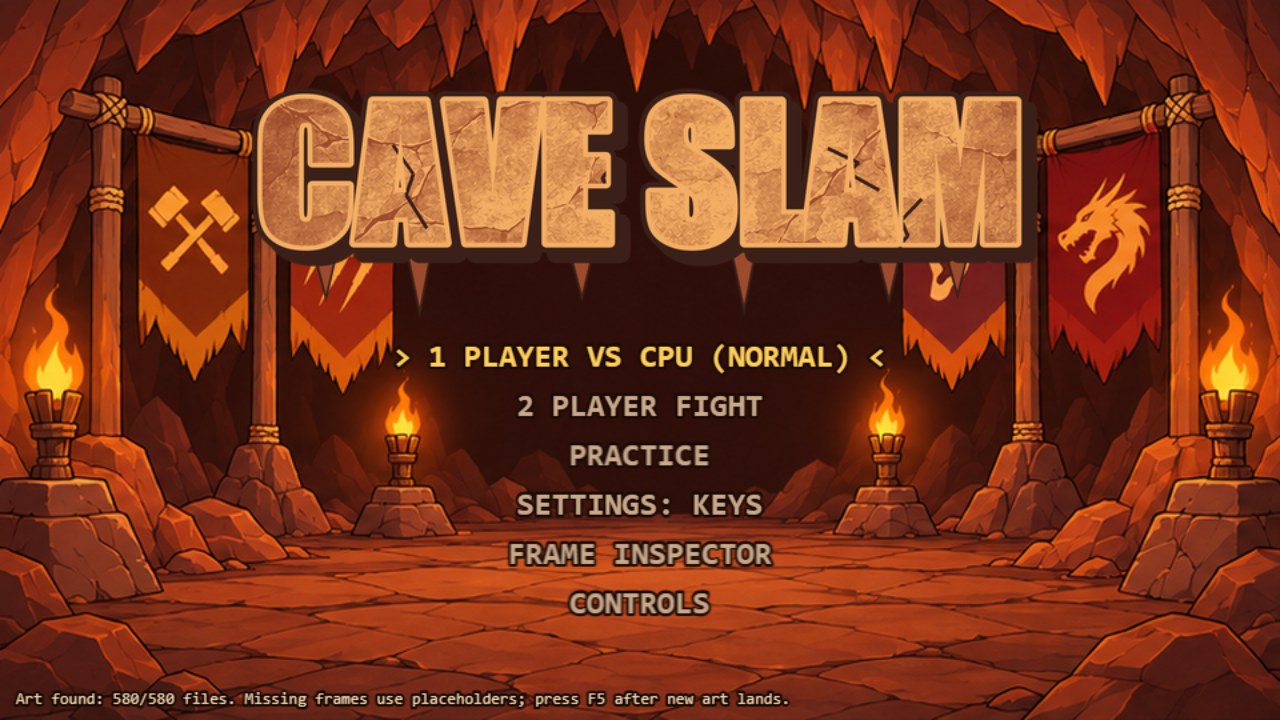 CAVE SLAM
> 1 PLAYER VS CPU (NORMAL) <
2 PLAYER FIGHT
PRACTICE
SETTINGS: KEYS
FRAME INSPECTOR
CONTROLS
Art found: 580/580 files. Missing frames use placeholders; press F5 after new art lands.